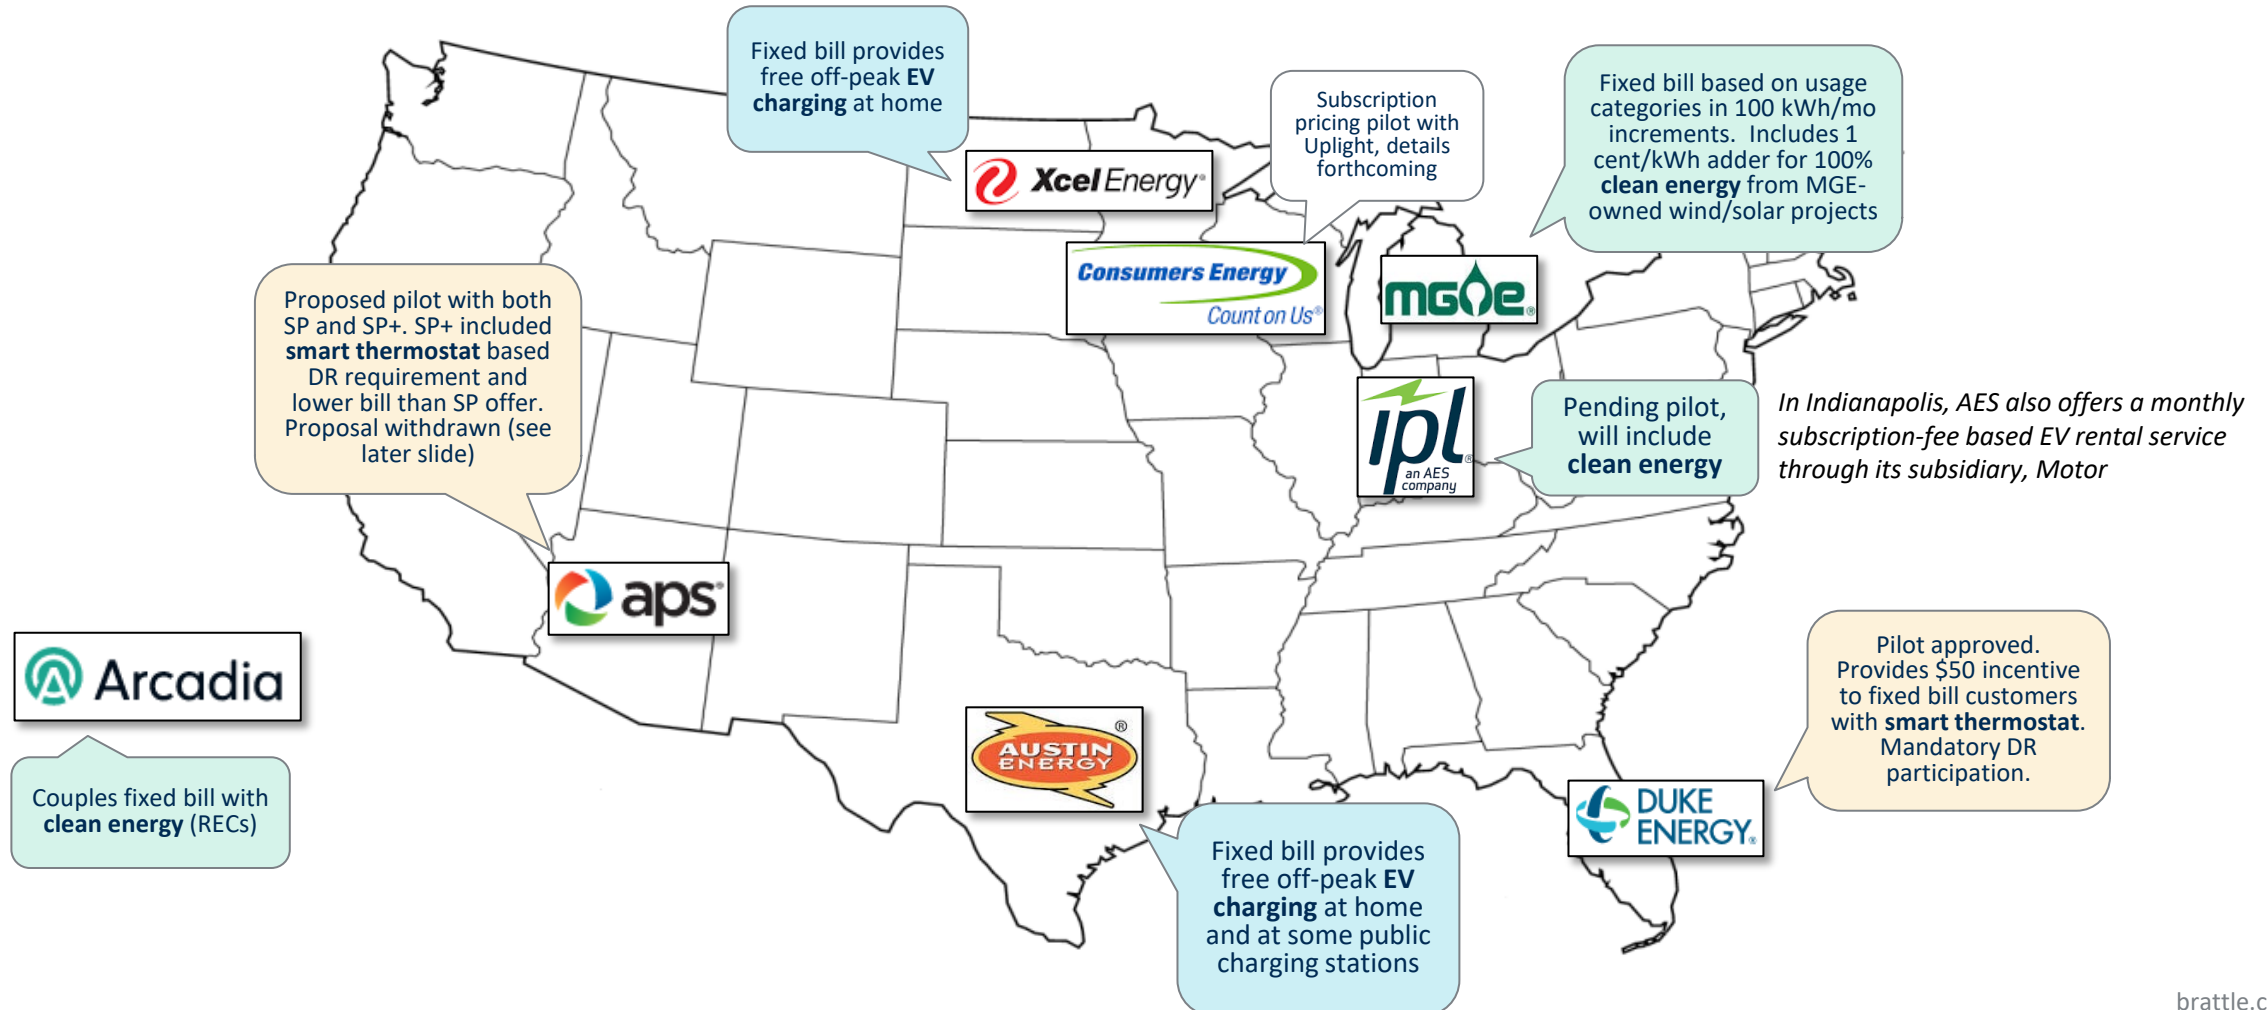 Fixed bill provides
free off-peak EV
charging at home
Xcel Energy®
Subscription
pricing pilot with
Uplight, details
forthcoming
Consumers Energy
Count on Us®
Fixed bill based on usage
categories in 100 kWh/mo
increments.  Includes 1
cent/kWh adder for 100%
clean energy from MGE-
owned wind/solar projects
mge®
Proposed pilot with both
SP and SP+. SP+ included
smart thermostat based
DR requirement and
lower bill than SP offer.
Proposal withdrawn (see
later slide)
aps®
ipl®
an AES
company
Pending pilot,
will include
clean energy
In Indianapolis, AES also offers a monthly
subscription-fee based EV rental service
through its subsidiary, Motor
Arcadia
Couples fixed bill with
clean energy (RECs)
AUSTIN
ENERGY
®
Fixed bill provides
free off-peak EV
charging at home
and at some public
charging stations
Pilot approved.
Provides $50 incentive
to fixed bill customers
with smart thermostat.
Mandatory DR
participation.
DUKE
ENERGY®
brattle.c